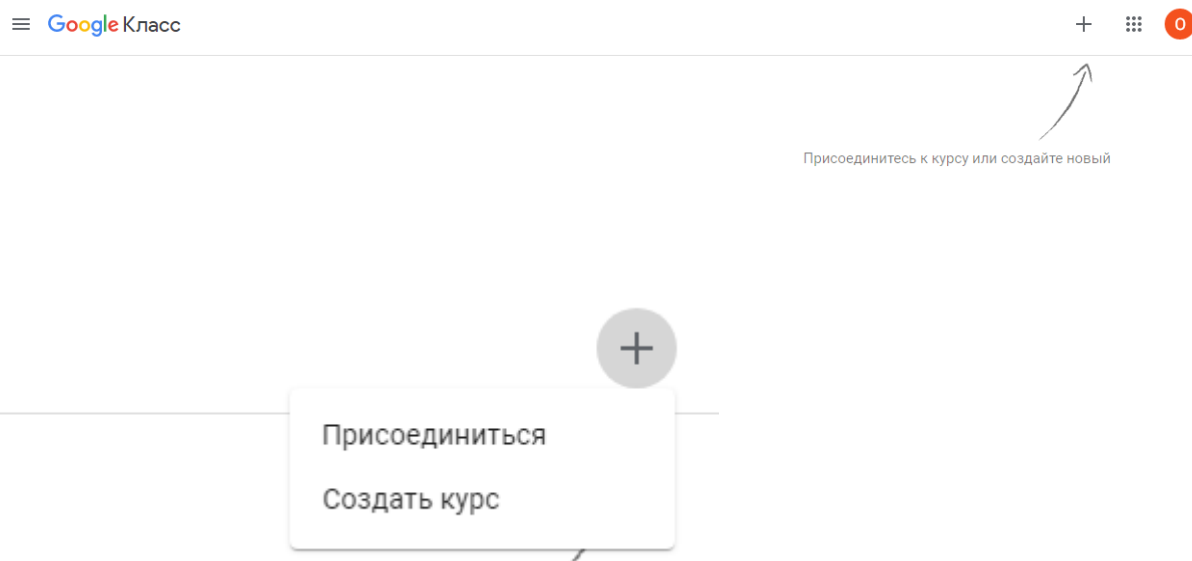 Google Класс
О
Присоединитесь к курсу или создайте новый
Присоединиться
Создать курс